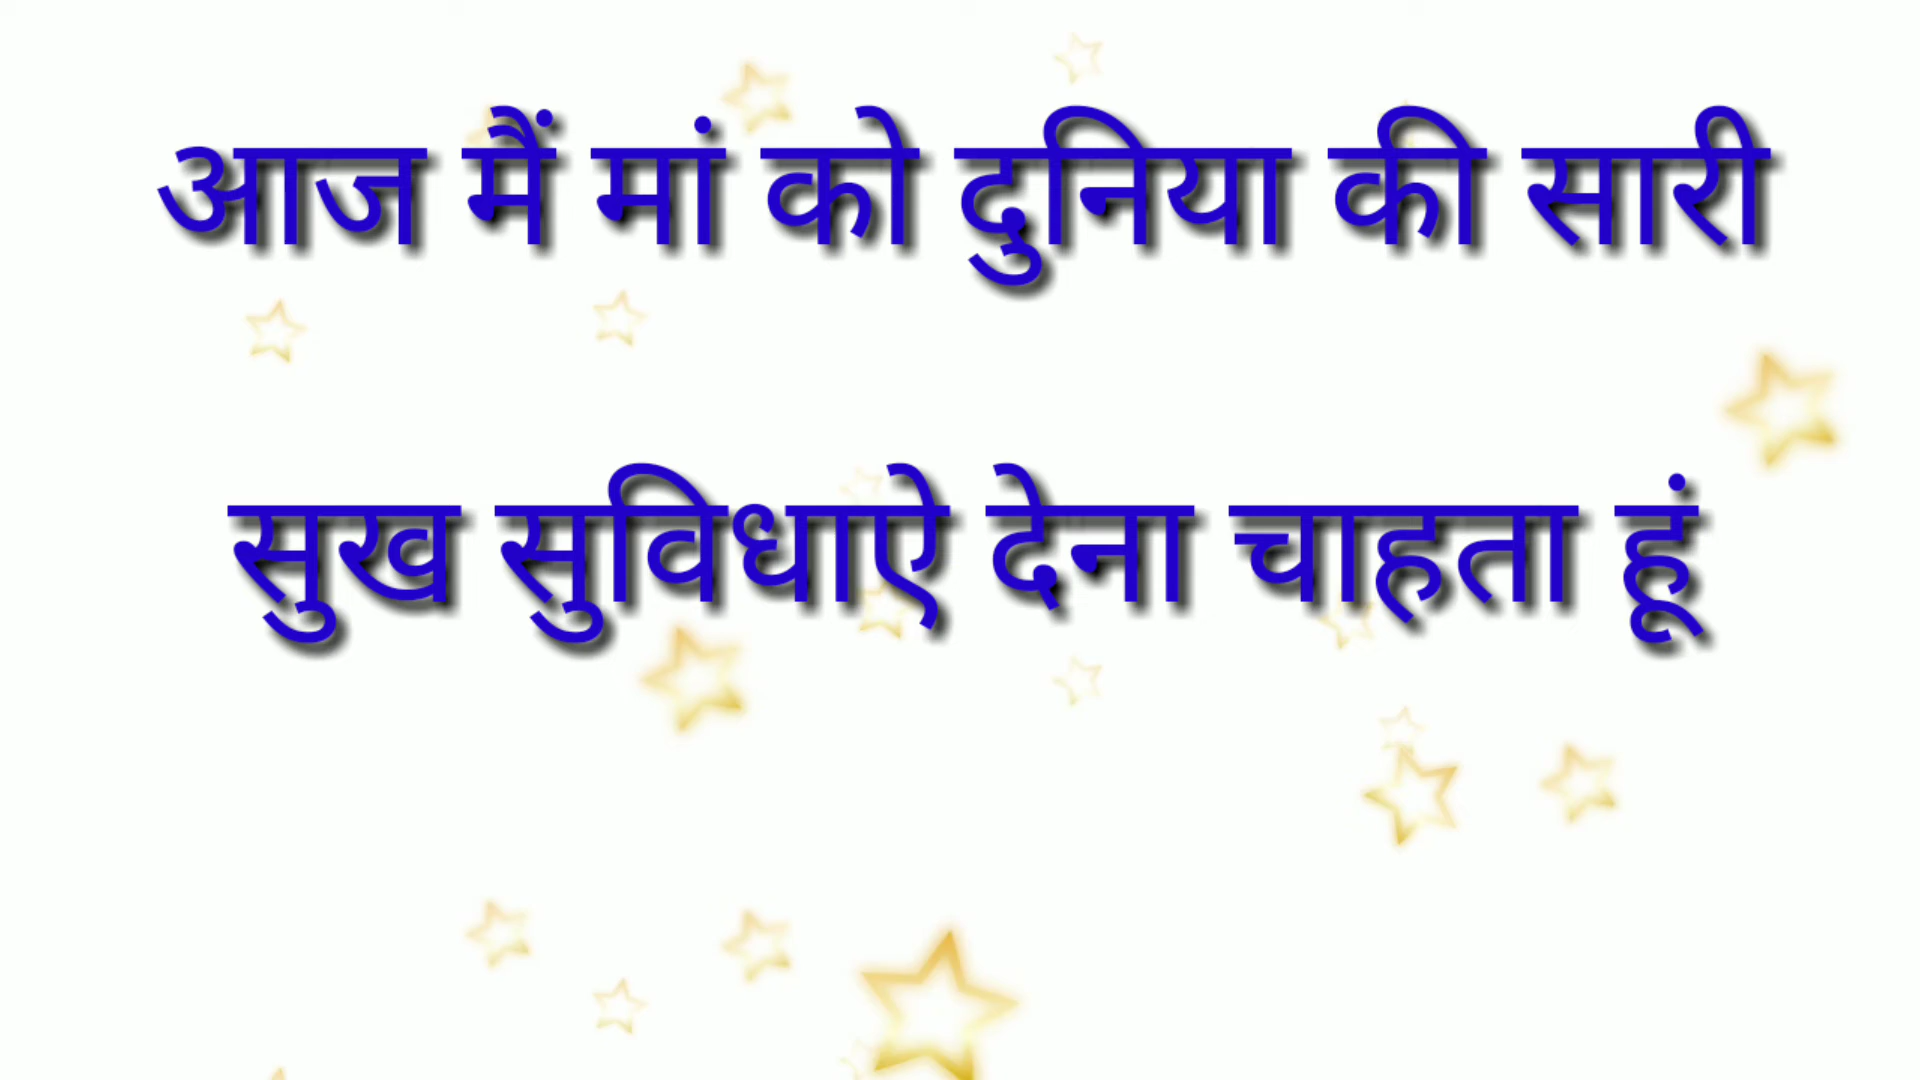 आज मैं मां को दुनिया की सारी
सुख सुविधाऐ देना चाहता हूं